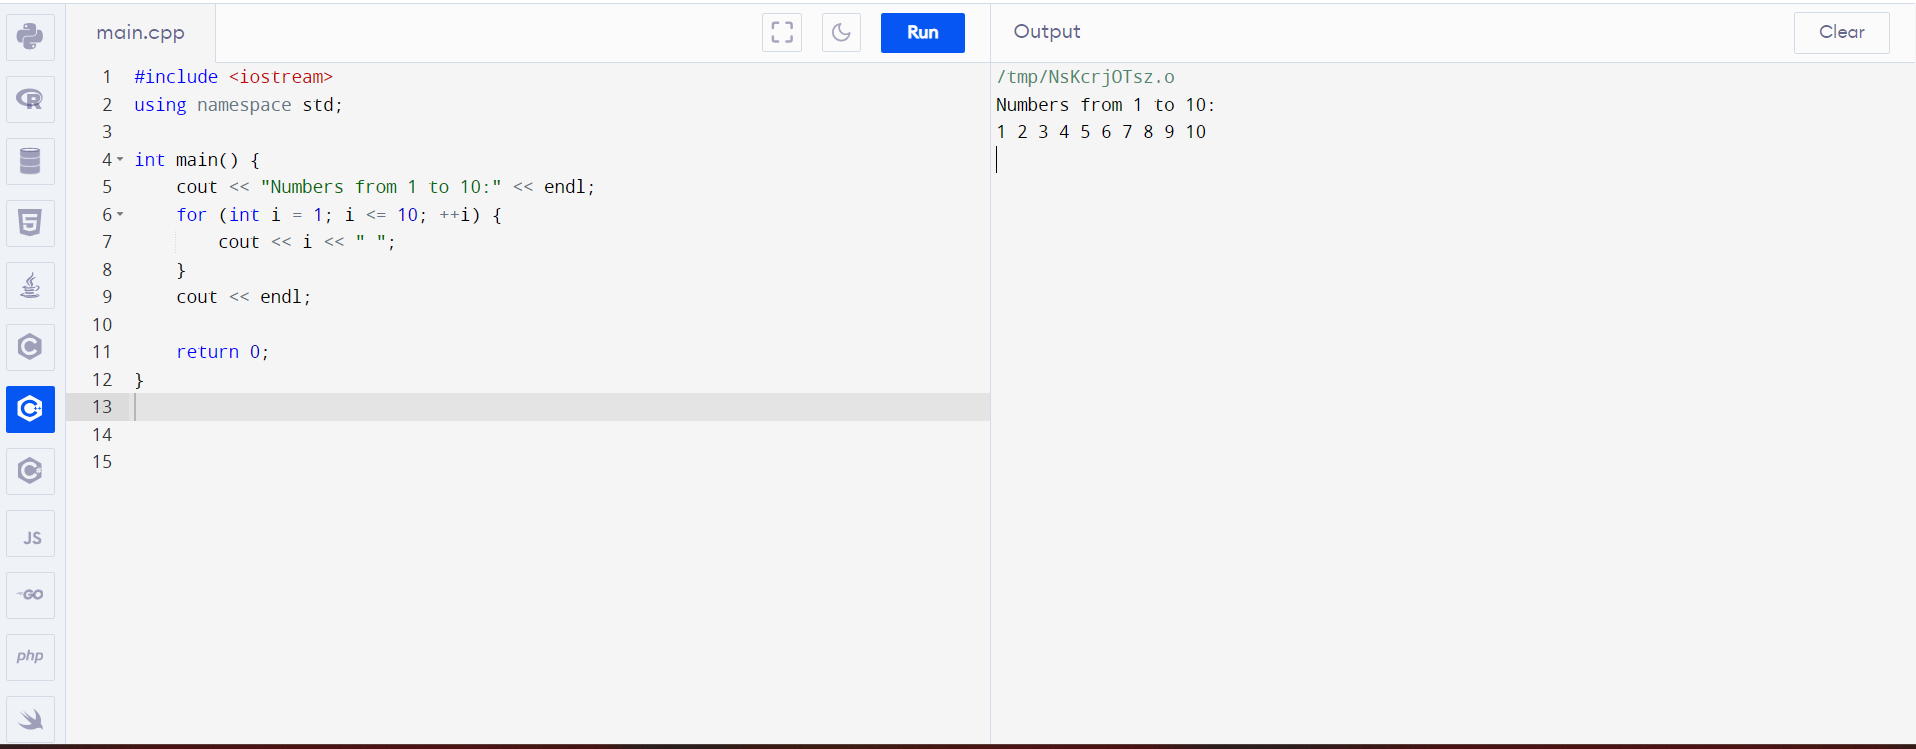 main.cpp
Run
Output
Clear
1 #include <iostream>
2 using namespace std;
3
4 int main() {
5     cout << "Numbers from 1 to 10:" << endl;
6     for (int i = 1; i <= 10; ++i) {
7         cout << i << " ";
8     }
9     cout << endl;
10
11     return 0;
12 }
13
14
15
/tmp/NsKcrjOTsz.o
Numbers from 1 to 10:
1 2 3 4 5 6 7 8 9 10
R
5
C
C++
C
JS
GO
php